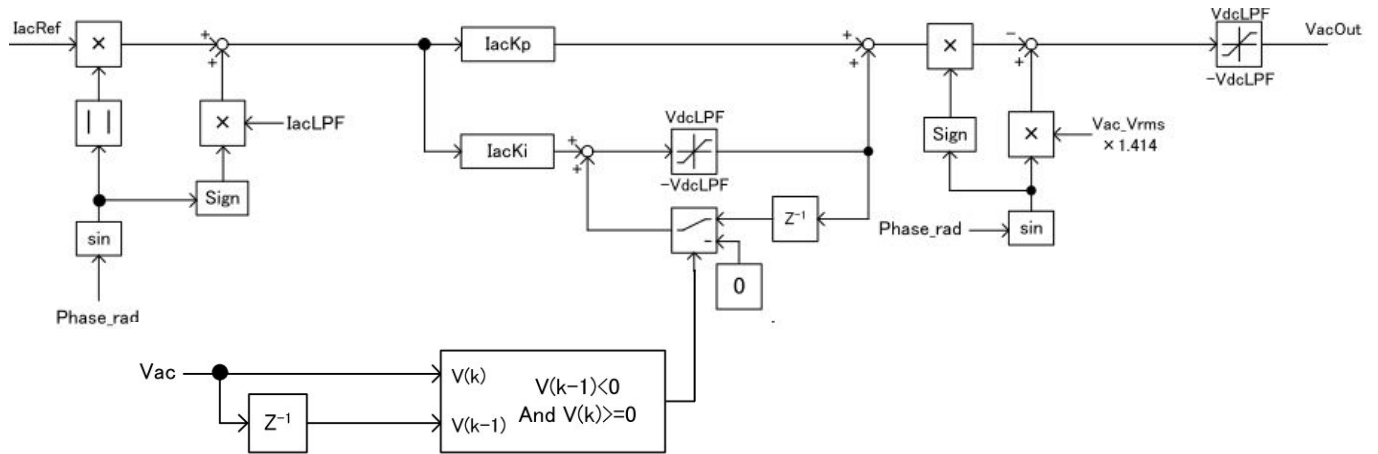 IacRef
×
+
+
| |
×
IacLPF
sin
Sign
Phase_rad
IacKp
IacKi
+
+
VdcLPF
-VdcLPF
Z⁻¹
0
+
+
×
Sign
-
+
×
Vac_Vrms
×1.414
Phase_rad
sin
VdcLPF
-VdcLPF
VacOut
Vac
Z⁻¹
V(k)
V(k-1)
V(k-1)<0
And V(k)>=0